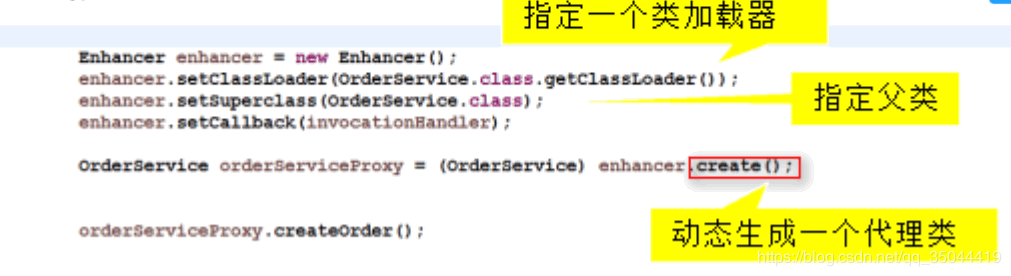 指定一个类加载器
Enhancer enhancer = new Enhancer();
enhancer.setClassLoader(OrderService.class.getClassLoader());
enhancer.setSuperclass(OrderService.class);
指定父类
enhancer.setCallback(invocationHandler);
OrderService orderServiceProxy = (OrderService) enhancer.create();
动态生成一个代理类
orderServiceProxy.createOrder();
https://blog.csdn.net/qq_35044419